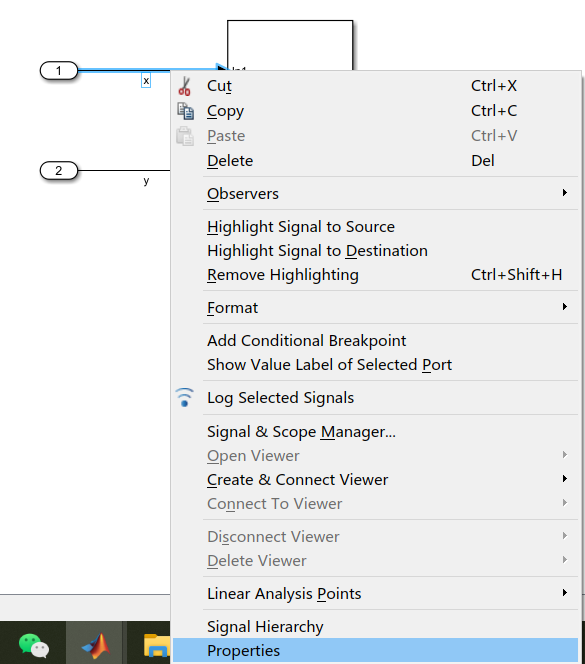 1
x
2
y
Cut Ctrl+X
Copy Ctrl+C
Paste Ctrl+V
Delete Del
Observers
Highlight Signal to Source
Highlight Signal to Destination
Remove Highlighting Ctrl+Shift+H
Format
Add Conditional Breakpoint
Show Value Label of Selected Port
Log Selected Signals
Signal & Scope Manager...
Open Viewer
Create & Connect Viewer
Connect To Viewer
Disconnect Viewer
Delete Viewer
Linear Analysis Points
Signal Hierarchy
Properties